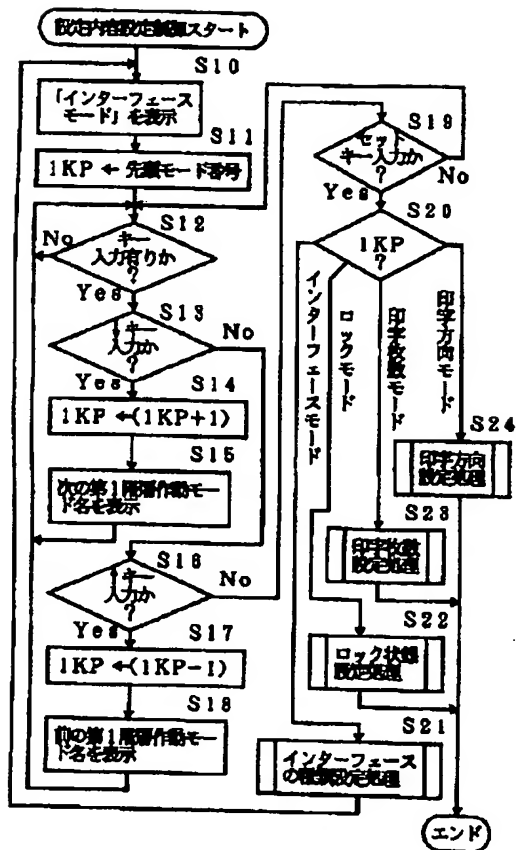 設定内容設定制御スタート
S10
「インターフェース
モード」を表示
S11
1KP ← 先頭モード番号
S12
キー
入力有りか
?
No
Yes
S13
↓キー
入力か
?
No
Yes
S14
1KP ←(1KP+1)
S15
次の第1階層作動モー
ド名を表示
S16
↑キー
入力か
?
No
Yes
S17
1KP ←(1KP-1)
S18
前の第1階層作動モー
ド名を表示
S19
セット
キー入力か
?
No
Yes
S20
1KP
?
インターフェースモード
ロックモード
印字枚数モード
印字方向モード
S24
印字方向
設定処理
S23
印字枚数
設定処理
S22
ロック状態
設定処理
S21
インターフェース
の種類設定処理
エンド